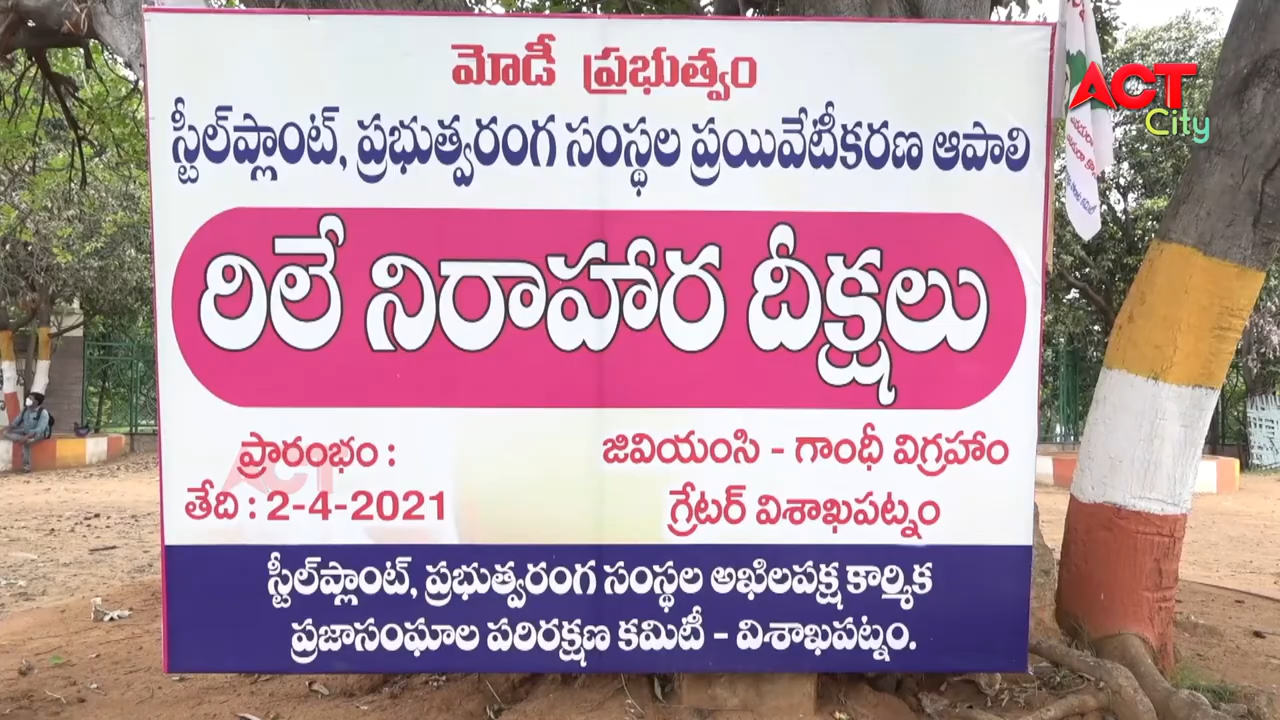 మోడీ ప్రభుత్వం
స్టీల్‌ప్లాంట్, ప్రభుత్వరంగ సంస్థల ప్రయివేటీకరణ ఆపాలి
రిలే నిరాహార దీక్షలు
ప్రారంభం :
తేది : 2-4-2021
జివియంసి - గాంధీ విగ్రహాం
గ్రేటర్ విశాఖపట్నం
స్టీల్‌ప్లాంట్, ప్రభుత్వరంగ సంస్థల అఖిలపక్ష కార్మిక
ప్రజాసంఘాల పరిరక్షణ కమిటీ - విశాఖపట్నం.
ACT
City